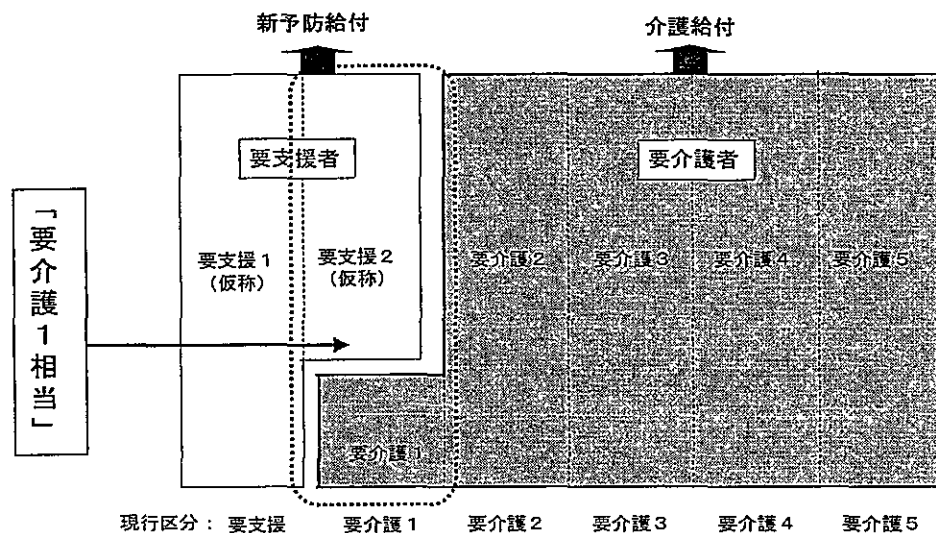 新予防給付
介護給付
要支援者
要介護者
「要介護1相当」
要支援1
(仮称)
要支援2
(仮称)
要介護2
要介護3
要介護4
要介護5
要介護1
現行区分： 要支援 要介護1 要介護2 要介護3 要介護4 要介護5